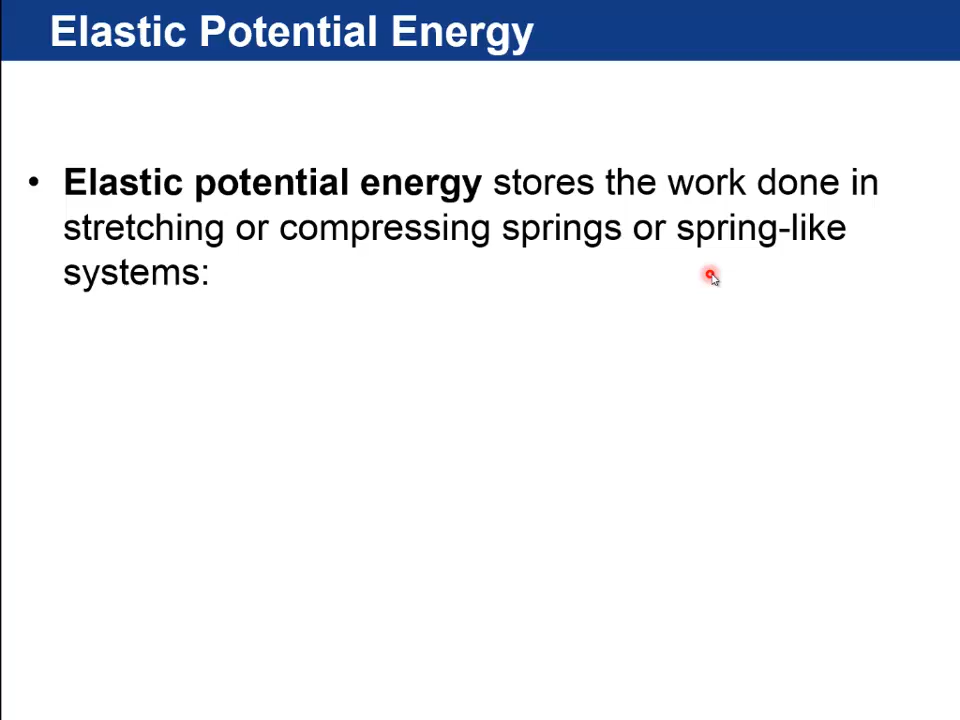 Elastic Potential Energy
• Elastic potential energy stores the work done in
stretching or compressing springs or spring-like
systems: